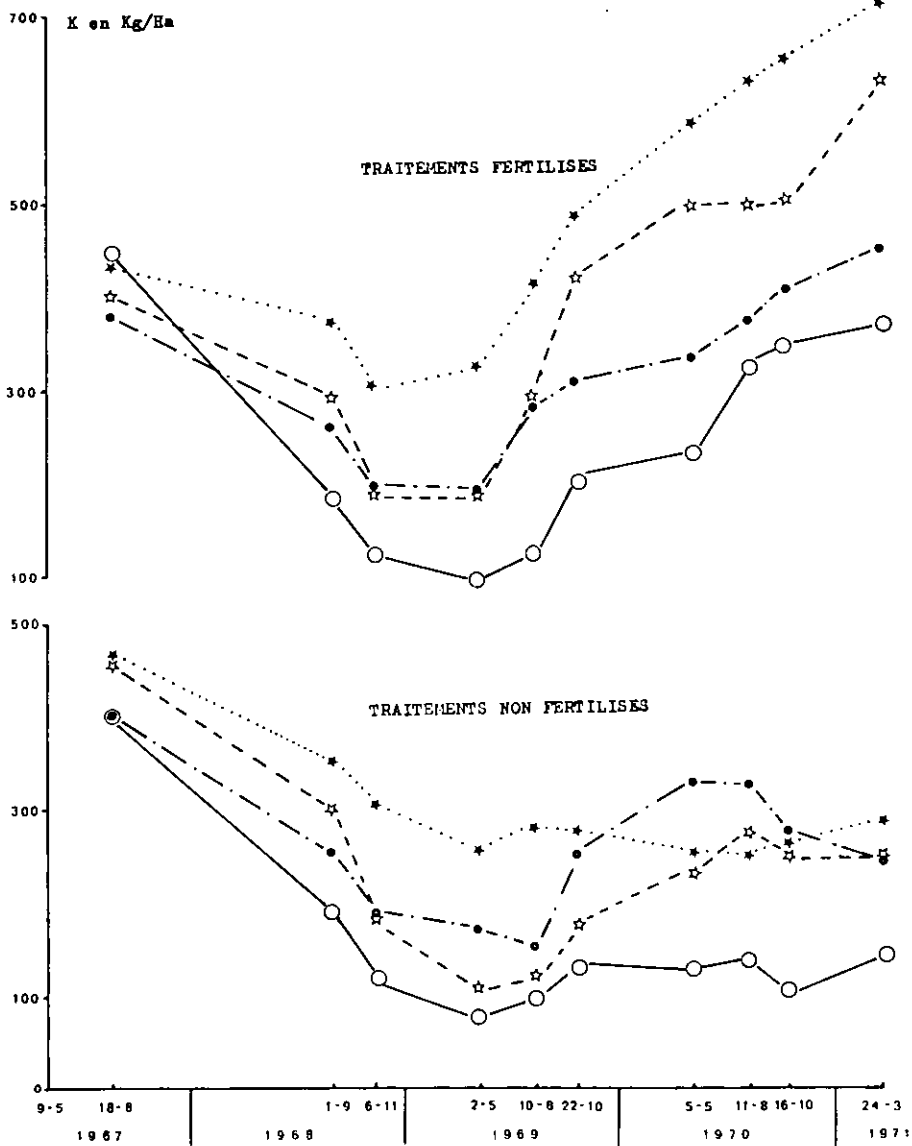 700
K en Kg/Ha
TRAITEMENTS FERTILISES
500
300
100
500
TRAITEMENTS NON FERTILISES
300
100
0
9-5 18-8 1-9 6-11 2-5 10-8 22-10 5-5 11-8 16-10 24-3
1967 1968 1969 1970 1971